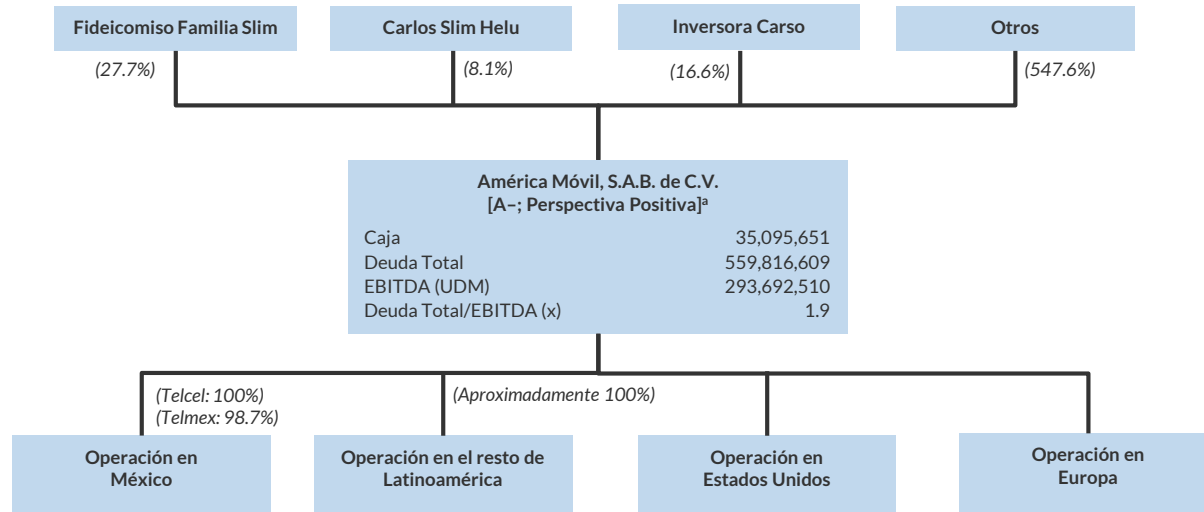 Fideicomiso Familia Slim
Carlos Slim Helu
Inversora Carso
Otros
(27.7%)
(8.1%)
(16.6%)
(547.6%)
América Móvil, S.A.B. de C.V.
[A–; Perspectiva Positiva]ª
Caja 35,095,651
Deuda Total 559,816,609
EBITDA (UDM) 293,692,510
Deuda Total/EBITDA (x) 1.9
(Telcel: 100%)
(Telmex: 98.7%)
(Aproximadamente 100%)
Operación en
México
Operación en el resto de
Latinoamérica
Operación en
Estados Unidos
Operación en
Europa